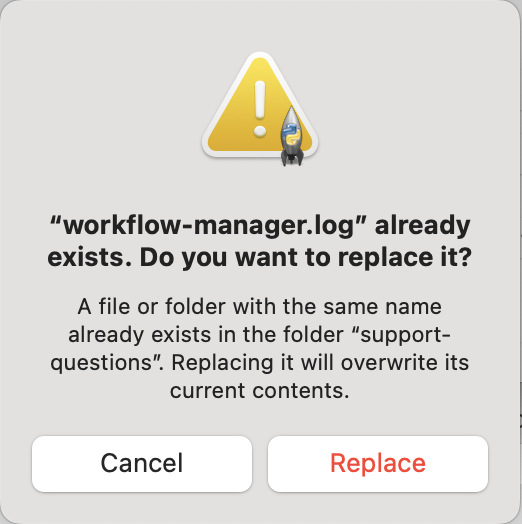 “workflow-manager.log” already
exists. Do you want to replace it?
A file or folder with the same name
already exists in the folder “support-
questions”. Replacing it will overwrite its
current contents.
Cancel
Replace